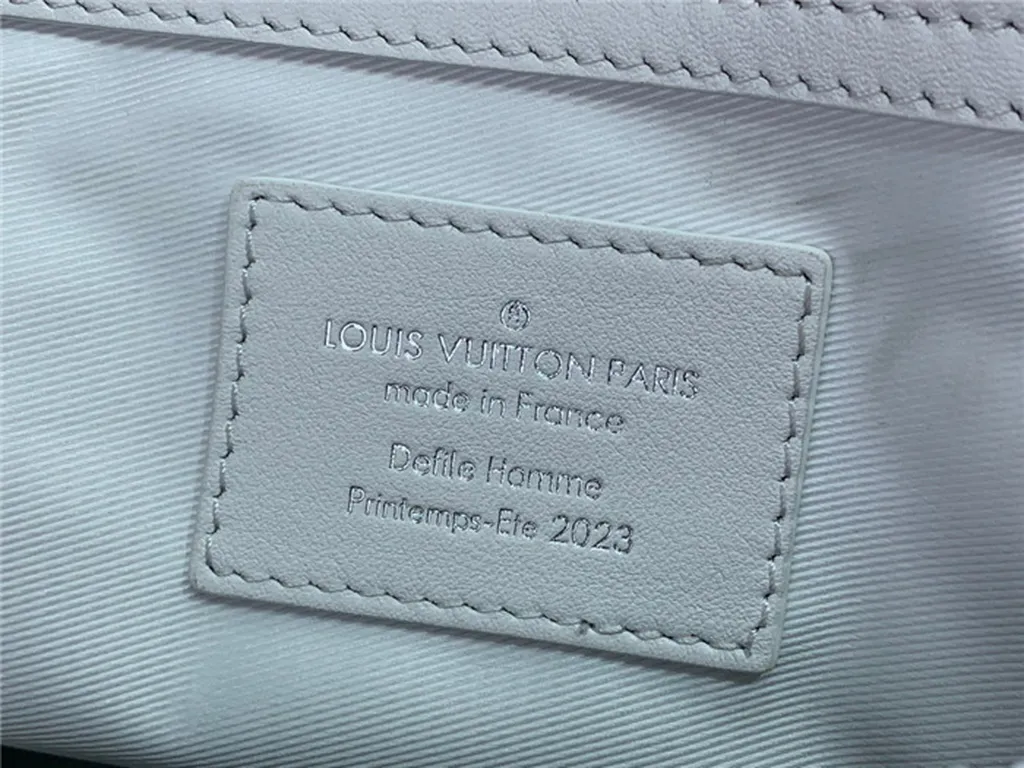 LOUIS VUITTON PARIS
made in France
Defile Homme
Printemps-Ete 2023